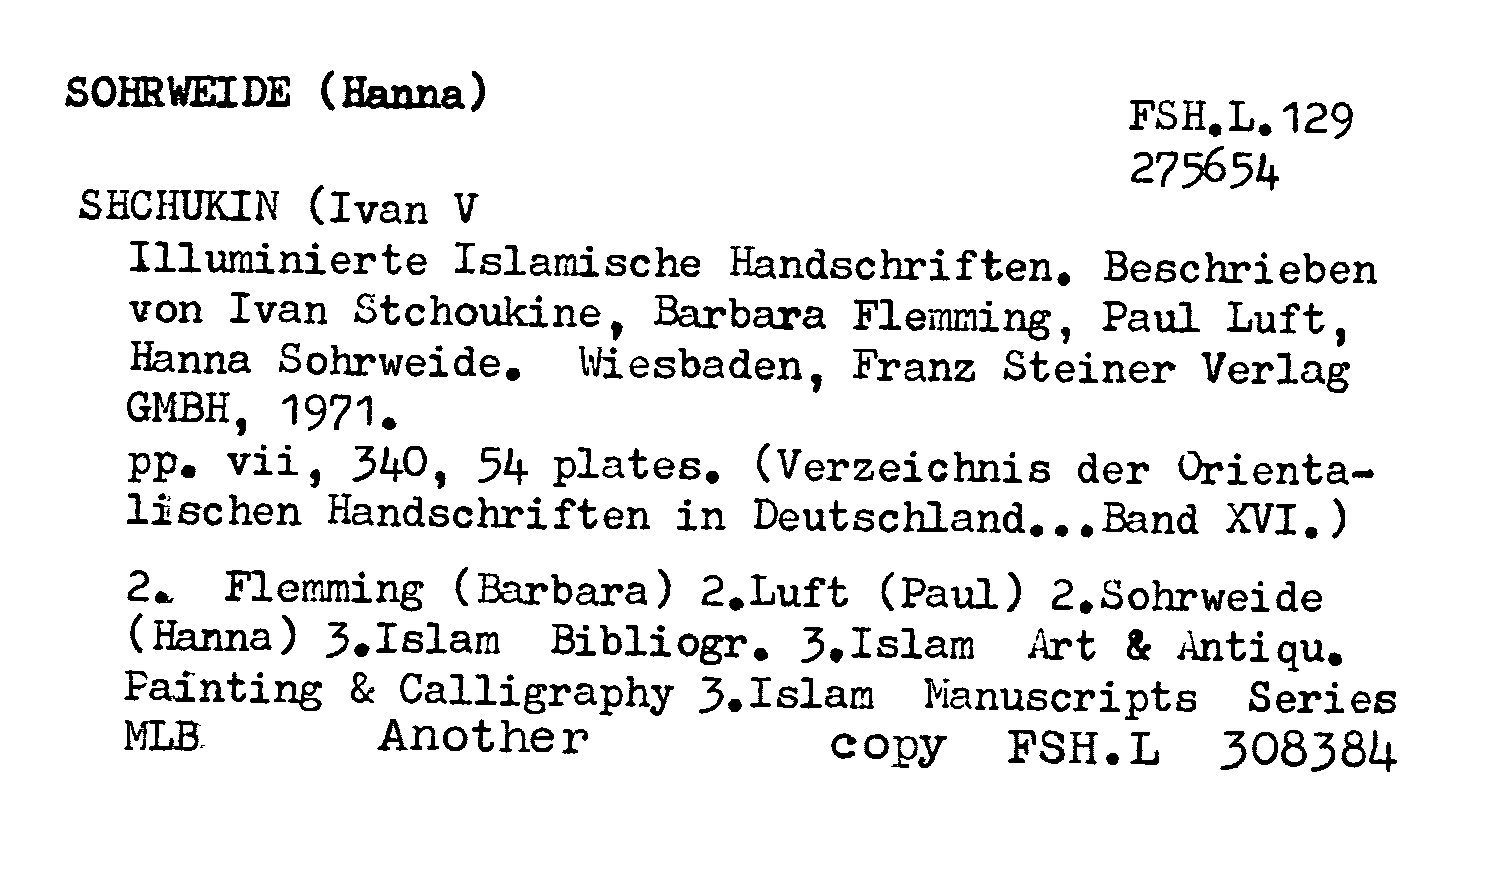 SOHRWEIDE (Hanna)
FSH.L.129
275654
SHCHUKIN (Ivan V
Illuminierte Islamische Handschriften. Beschrieben
von Ivan Stchoukine, Barbara Flemming, Paul Luft,
Hanna Sohrweide. Wiesbaden, Franz Steiner Verlag
GMBH, 1971.
pp. vii, 340, 54 plates. (Verzeichnis der Orienta-
lischen Handschriften in Deutschland...Band XVI.)
2. Flemming (Barbara) 2.Luft (Paul) 2.Sohrweide
(Hanna) 3.Islam Bibliogr. 3.Islam Art & Antiqu.
Painting & Calligraphy 3.Islam Manuscripts Series
MLB Another copy FSH.L 308384